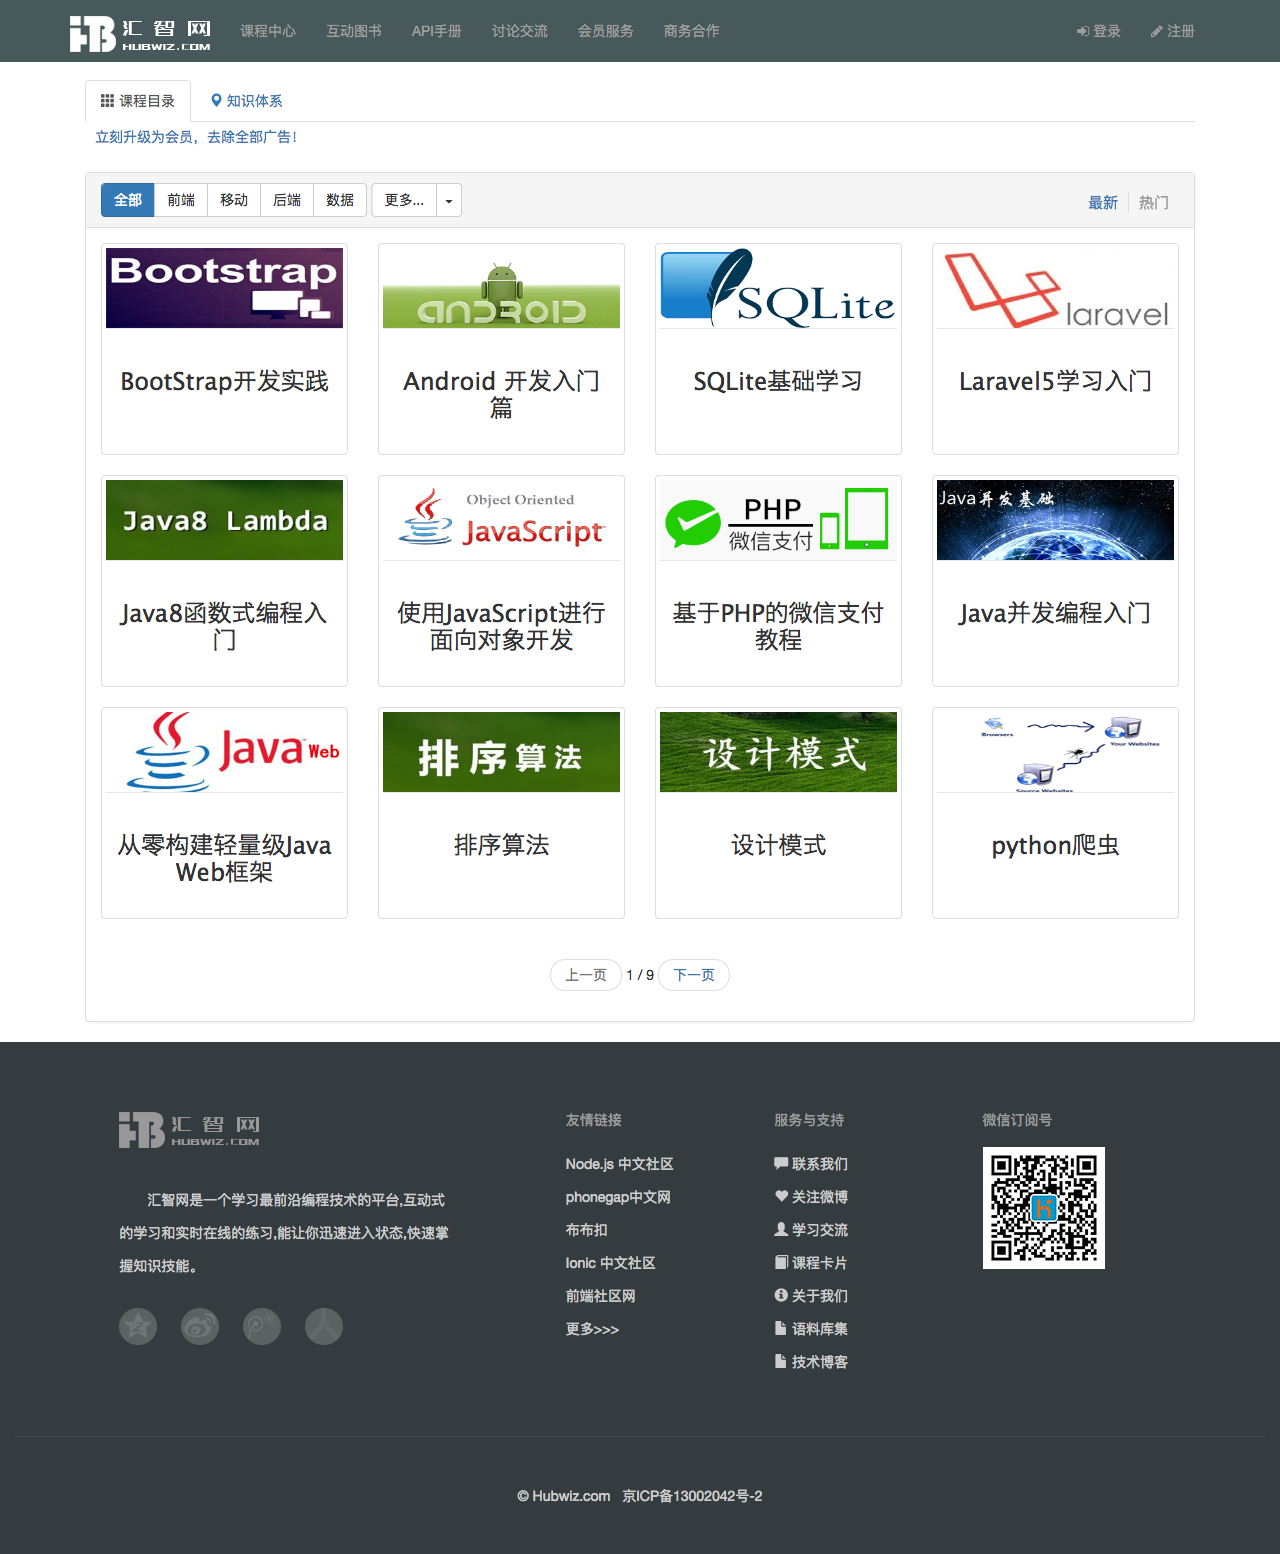 汇智网 HUBWIZ.COM 课程中心 互动图书 API手册 讨论交流 会员服务 商务合作 登录 注册
课程目录 知识体系
立刻升级为会员，去除全部广告！
全部 前端 移动 后端 数据 更多... 最新 热门
Bootstrap
ANDROID
SQLite
laravel
BootStrap开发实践
Android 开发入门篇
SQLite基础学习
Laravel5学习入门
Java8 Lambda
Object Oriented
JavaScript
PHP
微信支付
Java并发基础
Java8函数式编程入门
使用JavaScript进行面向对象开发
基于PHP的微信支付教程
Java并发编程入门
Java Web
排序算法
设计模式
Browsers
Your Websites
Source Websites
从零构建轻量级Java Web框架
排序算法
设计模式
python爬虫
上一页 1 / 9 下一页
汇智网
HUBWIZ.COM
汇智网是一个学习最前沿编程技术的平台,互动式
的学习和实时在线的练习,能让你迅速进入状态,快速掌
握知识技能。
友情链接
Node.js 中文社区
phonegap中文网
布布扣
Ionic 中文社区
前端社区网
更多>>>
服务与支持
联系我们
关注微博
学习交流
课程卡片
关于我们
语料库集
技术博客
微信订阅号
© Hubwiz.com 京ICP备13002042号-2